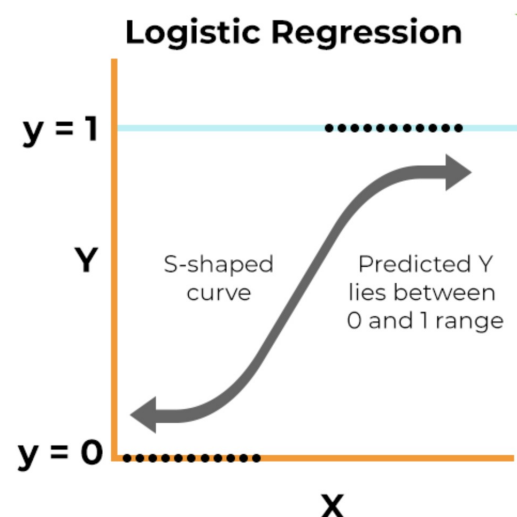 Logistic Regression
y = 1
Y
S-shaped
curve
Predicted Y
lies between
0 and 1 range
y = 0
X